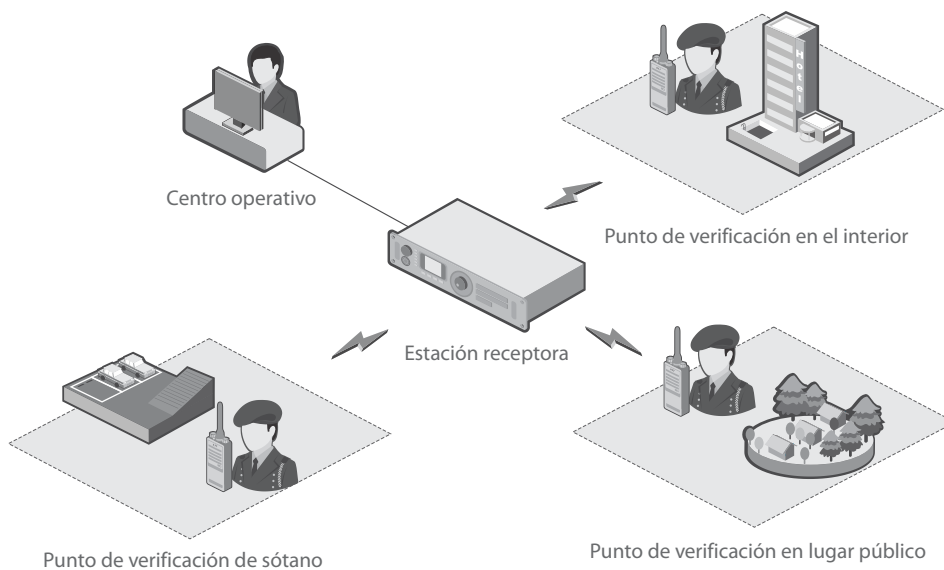 Hotel
Centro operativo
Punto de verificación en el interior
Estación receptora
Punto de verificación de sótano
Punto de verificación en lugar público